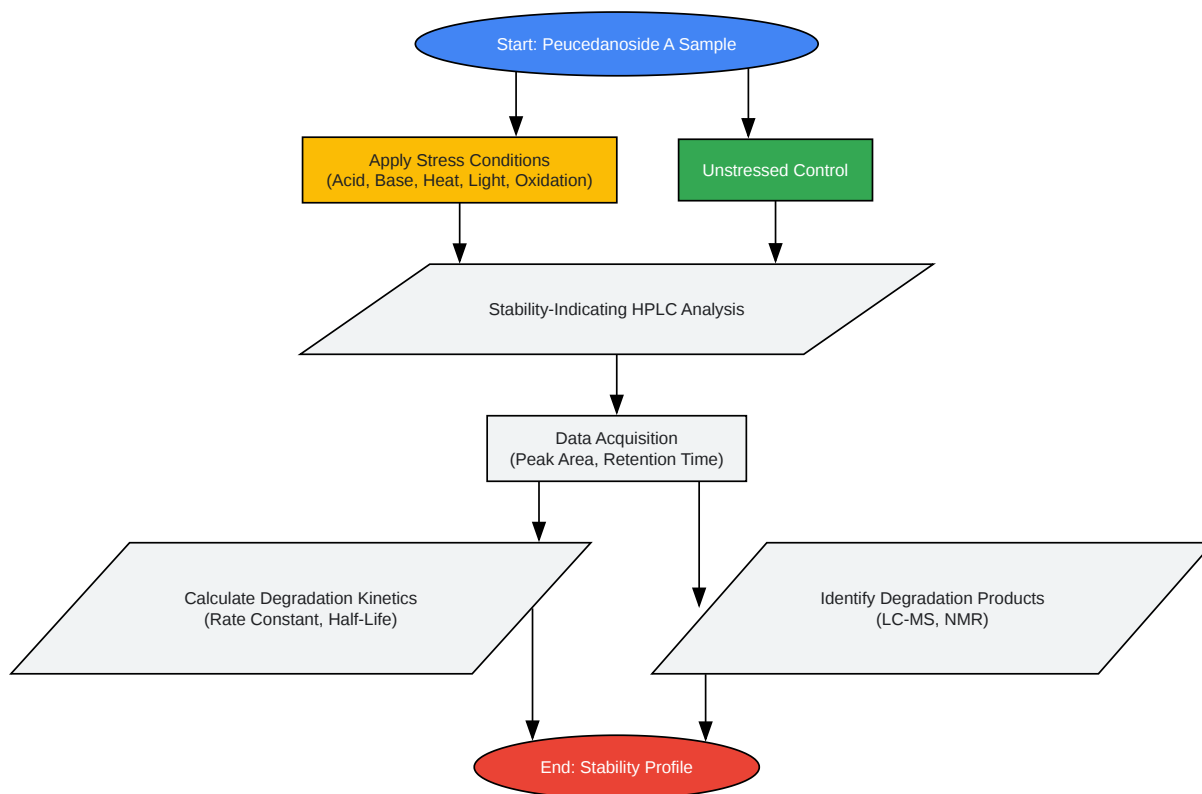 Start: Peucedanoside A Sample
Apply Stress Conditions
(Acid, Base, Heat, Light, Oxidation)
Unstressed Control
Stability-Indicating HPLC Analysis
Data Acquisition
(Peak Area, Retention Time)
Calculate Degradation Kinetics
(Rate Constant, Half-Life)
Identify Degradation Products
(LC-MS, NMR)
End: Stability Profile